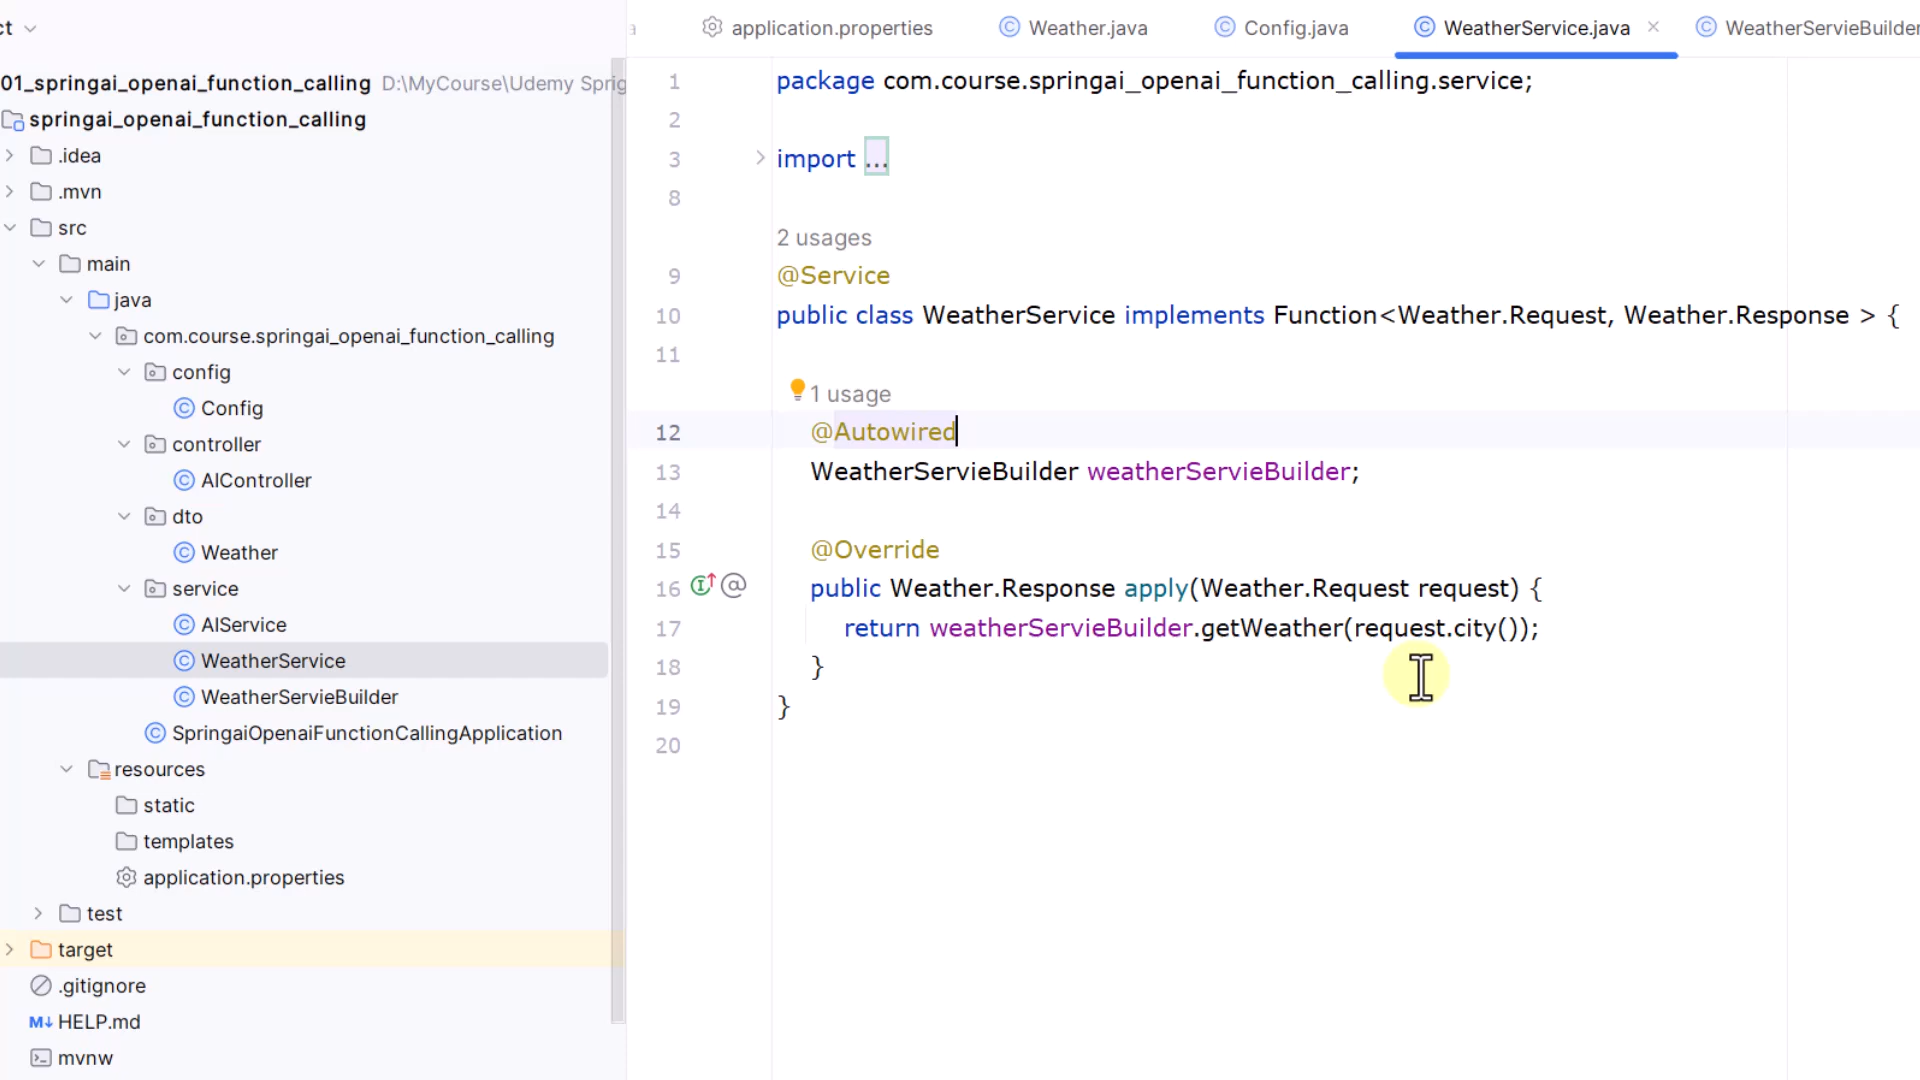 ct
01_springai_openai_function_calling D:\MyCourse\Udemy Sprig
springai_openai_function_calling
.idea
.mvn
src
main
java
com.course.springai_openai_function_calling
config
Config
controller
AIController
dto
Weather
service
AIService
WeatherService
WeatherServieBuilder
SpringaiOpenaiFunctionCallingApplication
resources
static
templates
application.properties
test
target
.gitignore
M↓ HELP.md
mvnw
a application.properties Weather.java Config.java WeatherService.java WeatherServieBuilder
1 package com.course.springai_openai_function_calling.service;
2
3 import ...
8
2 usages
9 @Service
10 public class WeatherService implements Function<Weather.Request, Weather.Response > {
11
1 usage
12 @Autowired
13 WeatherServieBuilder weatherServieBuilder;
14
15 @Override
16 public Weather.Response apply(Weather.Request request) {
17 return weatherServieBuilder.getWeather(request.city());
18 }
19 }
20